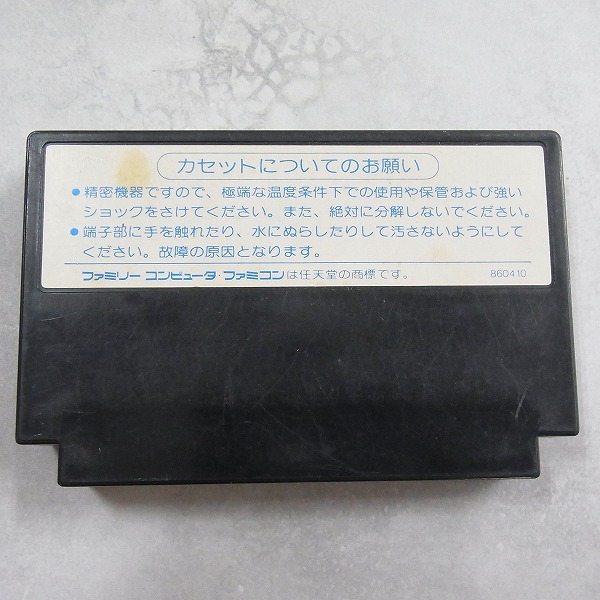 カセットについてのお願い
●精密機器ですので、極端な温度条件下での使用や保管および強い
ショックをさけてください。また、絶対に分解しないでください。
●端子部に手を触れたり、水にぬらしたりして汚さないようにして
ください。故障の原因となります。
ファミリー コンピュータ・ファミコンは任天堂の商標です。 860410